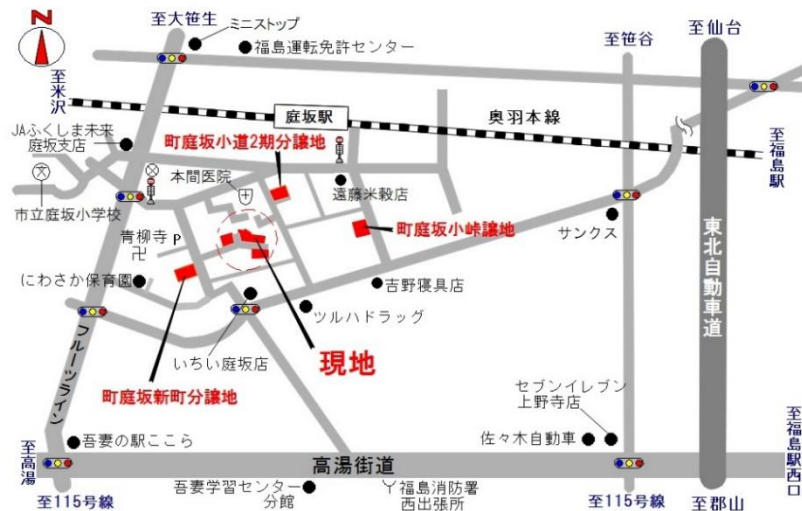 N
至大笹生
ミニストップ
福島運転免許センター
至笹谷
至仙台
至米沢
庭坂駅
奥羽本線
至福島駅
JAふくしま未来
庭坂支店
町庭坂小道2期分譲地
本間医院
遠藤米穀店
市立庭坂小学校
文
青柳寺
P
卍
町庭坂小峠譲地
サンクス
東北自動車道
にわさか保育園
吉野寝具店
ツルハドラッグ
フルーツライン
いちい庭坂店
現地
町庭坂新町分譲地
セブンイレブン
上野寺店
吾妻の駅ここら
佐々木自動車
至高湯
高湯街道
至福島駅西口
吾妻学習センター
分館
福島消防署
西出張所
至115号線
至115号線
至郡山